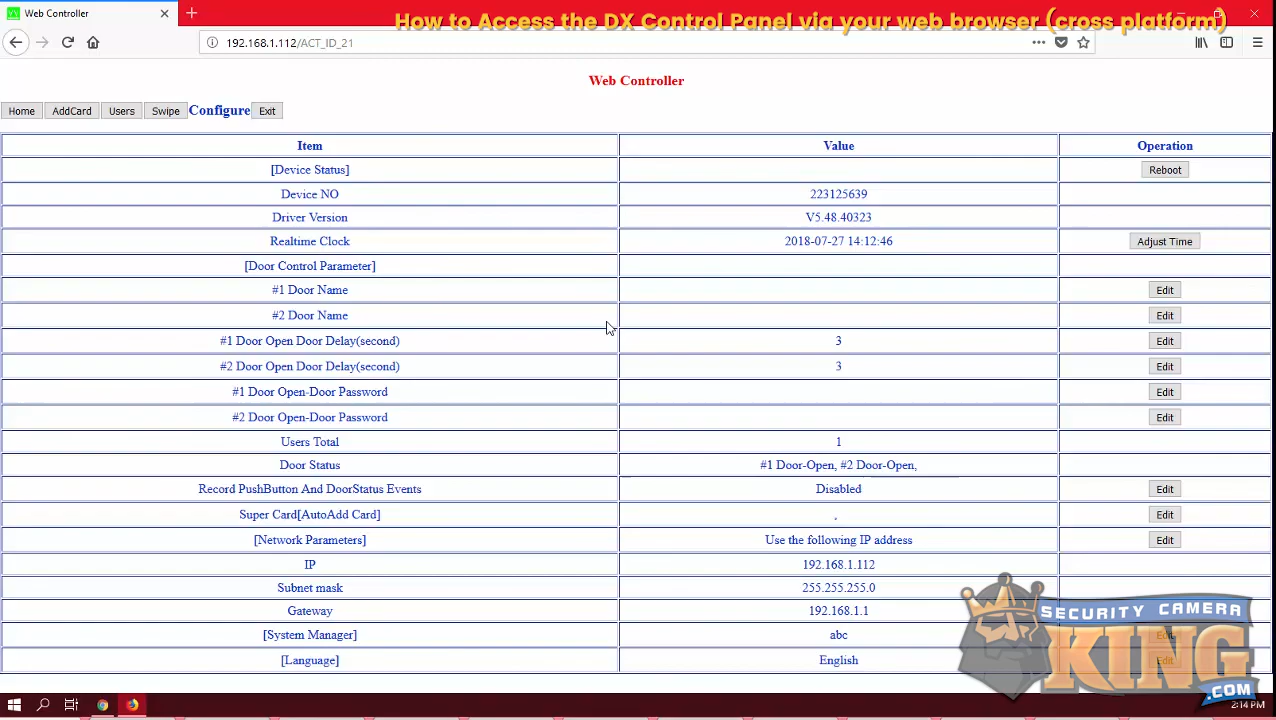 Web Controller
How to Access the DX Control Panel via your web browser (cross platform)
192.168.1.112/ACT_ID_21
Web Controller
Home AddCard Users Swipe Configure Exit
Item Value Operation
[Device Status] Reboot
Device NO 223125639
Driver Version V5.48.40323
Realtime Clock 2018-07-27 14:12:46 Adjust Time
[Door Control Parameter]
#1 Door Name Edit
#2 Door Name Edit
#1 Door Open Door Delay(second) 3 Edit
#2 Door Open Door Delay(second) 3 Edit
#1 Door Open-Door Password Edit
#2 Door Open-Door Password Edit
Users Total 1
Door Status #1 Door-Open, #2 Door-Open,
Record PushButton And DoorStatus Events Disabled Edit
Super Card[AutoAdd Card] , Edit
[Network Parameters] Use the following IP address Edit
IP 192.168.1.112
Subnet mask 255.255.255.0
Gateway 192.168.1.1
[System Manager] abc Edit
[Language] English Edit
SECURITY CAMERA
KING
.COM
2:14 PM